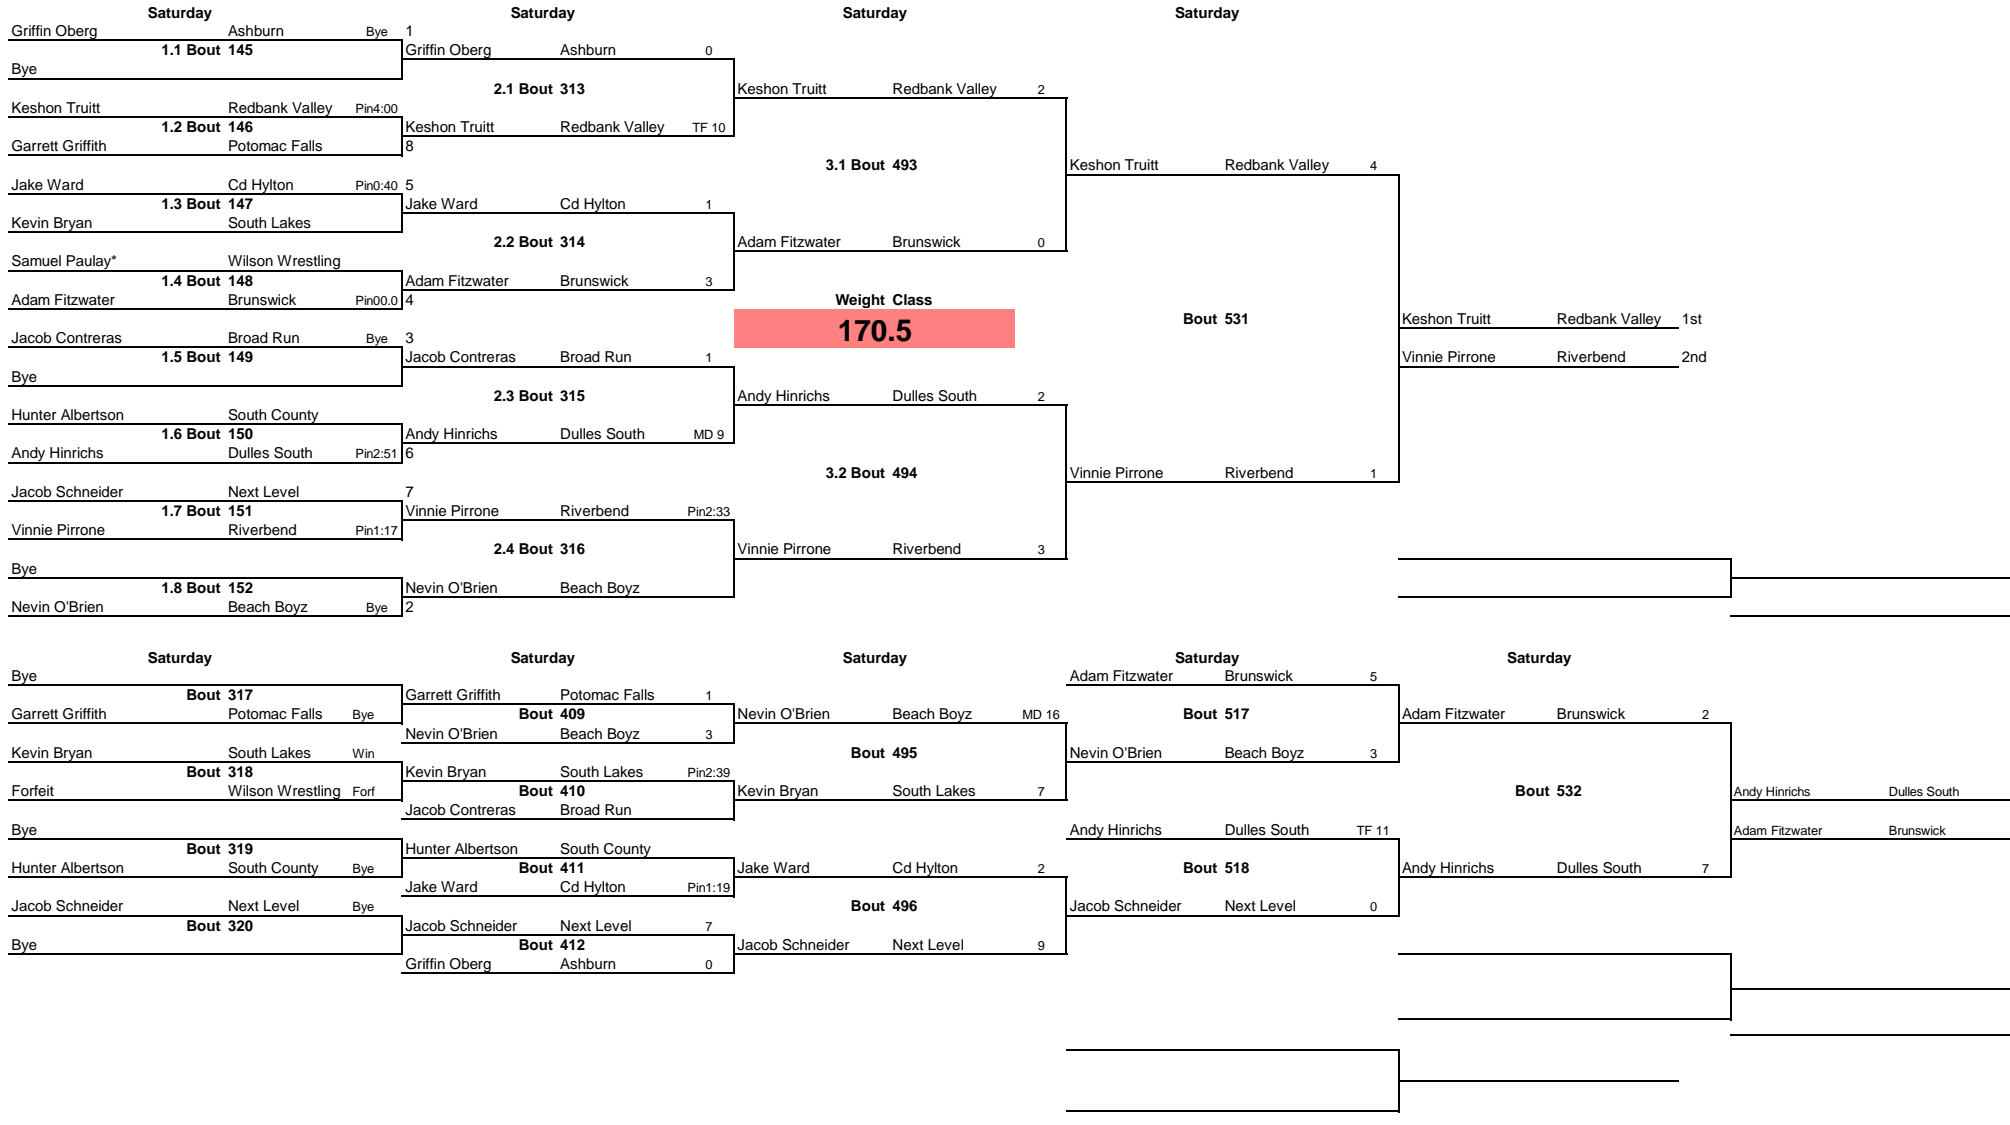 Saturday Saturday Saturday Saturday
Griffin Oberg Ashburn Bye 1
1.1 Bout 145 Griffin Oberg Ashburn 0
Bye
2.1 Bout 313 Keshon Truitt Redbank Valley 2
Keshon Truitt Redbank Valley Pin4:00
1.2 Bout 146 Keshon Truitt Redbank Valley TF 10
Garrett Griffith Potomac Falls 8
3.1 Bout 493 Keshon Truitt Redbank Valley 4
Jake Ward Cd Hylton Pin0:40 5
1.3 Bout 147 Jake Ward Cd Hylton 1
Kevin Bryan South Lakes
2.2 Bout 314 Adam Fitzwater Brunswick 0
Samuel Paulay* Wilson Wrestling
1.4 Bout 148 Adam Fitzwater Brunswick 3
Adam Fitzwater Brunswick Pin00.0 4 Weight Class
Bout 531 Keshon Truitt Redbank Valley 1st
170.5
Jacob Contreras Broad Run Bye 3
1.5 Bout 149 Jacob Contreras Broad Run 1 Vinnie Pirrone Riverbend 2nd
Bye
2.3 Bout 315 Andy Hinrichs Dulles South 2
Hunter Albertson South County
1.6 Bout 150 Andy Hinrichs Dulles South MD 9
Andy Hinrichs Dulles South Pin2:51 6
3.2 Bout 494 Vinnie Pirrone Riverbend 1
Jacob Schneider Next Level 7
1.7 Bout 151 Vinnie Pirrone Riverbend Pin2:33
Vinnie Pirrone Riverbend Pin1:17
2.4 Bout 316 Vinnie Pirrone Riverbend 3
Bye
1.8 Bout 152 Nevin O'Brien Beach Boyz
Nevin O'Brien Beach Boyz Bye 2
Saturday Saturday Saturday Saturday Saturday
Bye Adam Fitzwater Brunswick 5
Bout 317 Garrett Griffith Potomac Falls 1
Garrett Griffith Potomac Falls Bye Bout 409 Nevin O'Brien Beach Boyz MD 16 Bout 517 Adam Fitzwater Brunswick 2
Nevin O'Brien Beach Boyz 3
Kevin Bryan South Lakes Win Bout 495 Nevin O'Brien Beach Boyz 3
Bout 318 Kevin Bryan South Lakes Pin2:39
Forfeit Wilson Wrestling Forf Bout 410 Kevin Bryan South Lakes 7 Bout 532 Andy Hinrichs Dulles South
Jacob Contreras Broad Run
Bye Andy Hinrichs Dulles South TF 11 Adam Fitzwater Brunswick
Bout 319 Hunter Albertson South County
Hunter Albertson South County Bye Bout 411 Jake Ward Cd Hylton 2 Bout 518 Andy Hinrichs Dulles South 7
Jake Ward Cd Hylton Pin1:19
Jacob Schneider Next Level Bye Bout 496 Jacob Schneider Next Level 0
Bout 320 Jacob Schneider Next Level 7
Bye Bout 412 Jacob Schneider Next Level 9
Griffin Oberg Ashburn 0